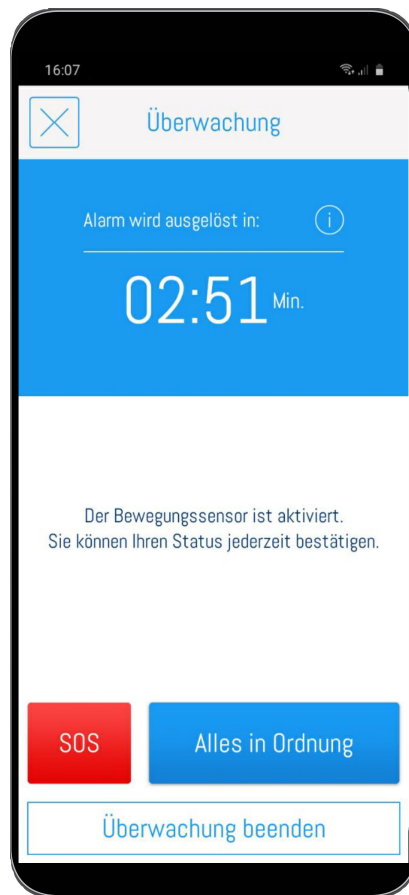 16:07
Überwachung
Alarm wird ausgelöst in:
i
02:51 Min.
Der Bewegungssensor ist aktiviert.
Sie können Ihren Status jederzeit bestätigen.
SOS
Alles in Ordnung
Überwachung beenden